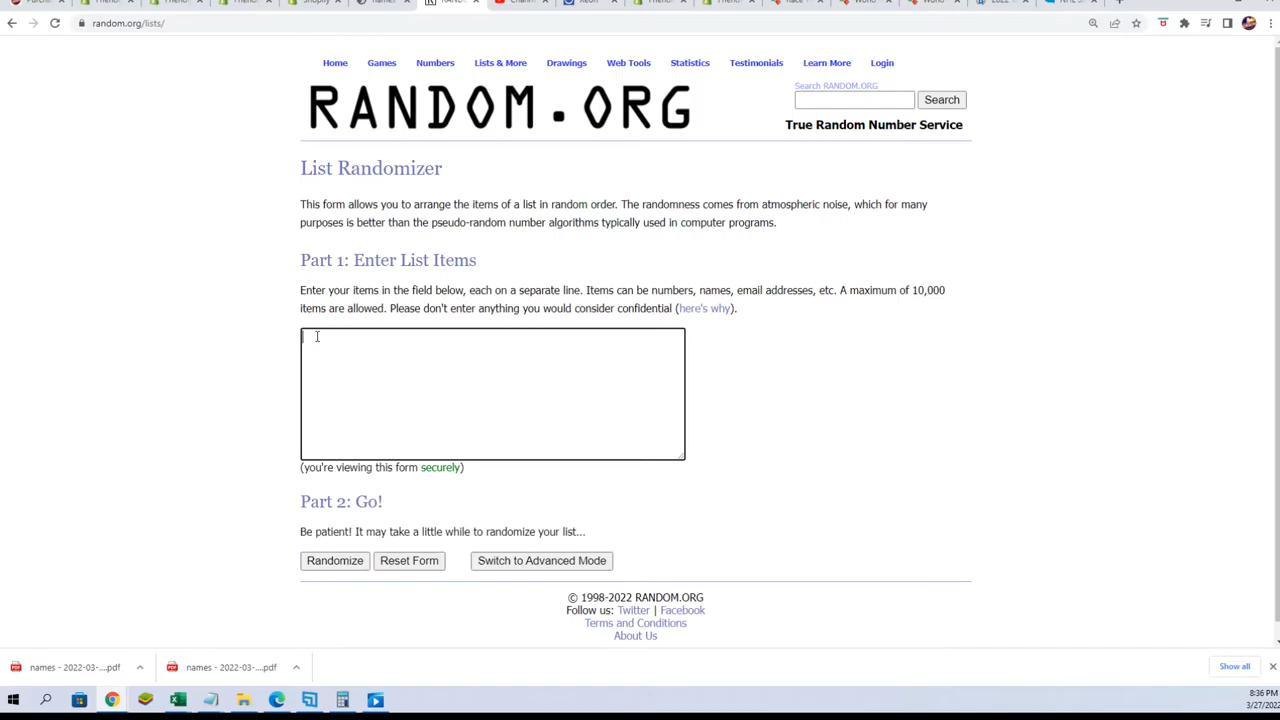 random.org/lists/
Home Games Numbers Lists & More Drawings Web Tools Statistics Testimonials Learn More Login
RANDOM.ORG
Search RANDOM.ORG
Search
True Random Number Service
List Randomizer
This form allows you to arrange the items of a list in random order. The randomness comes from atmospheric noise, which for many
purposes is better than the pseudo-random number algorithms typically used in computer programs.
Part 1: Enter List Items
Enter your items in the field below, each on a separate line. Items can be numbers, names, email addresses, etc. A maximum of 10,000
items are allowed. Please don't enter anything you would consider confidential (here's why).
(you're viewing this form securely)
Part 2: Go!
Be patient! It may take a little while to randomize your list...
Randomize Reset Form Switch to Advanced Mode
© 1998-2022 RANDOM.ORG
Follow us: Twitter | Facebook
Terms and Conditions
About Us
names - 2022-03-....pdf names - 2022-03-....pdf Show all
8:36 PM
3/27/2022